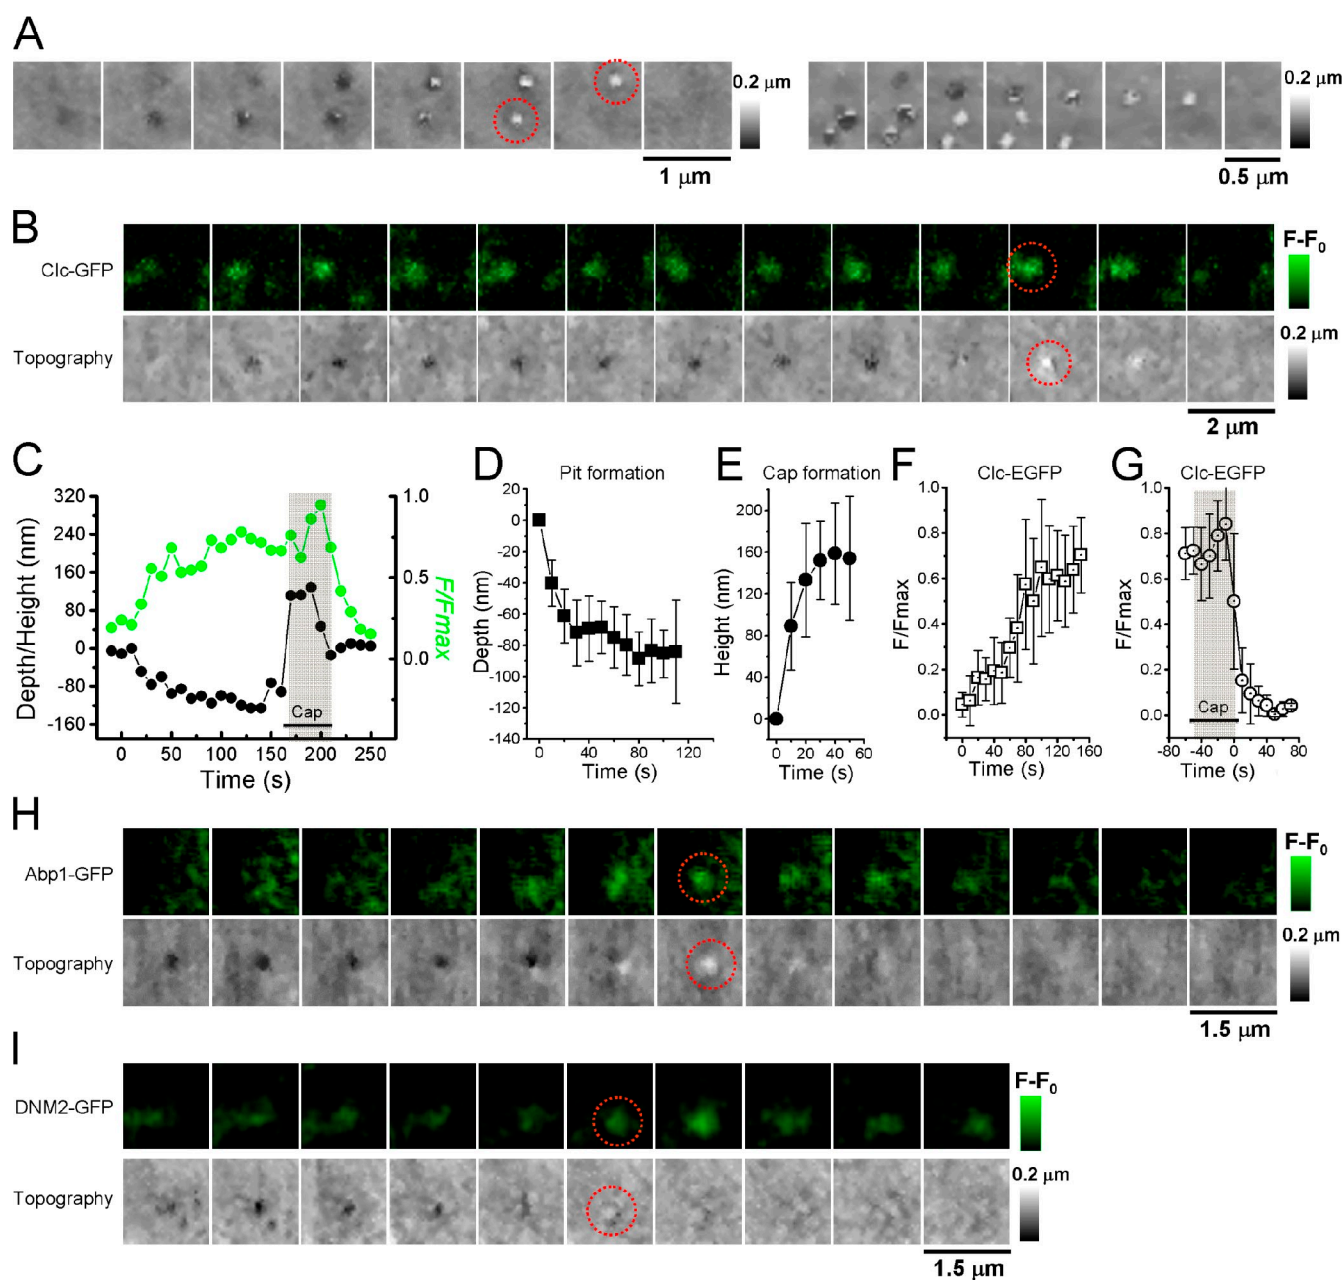 A
0.2 μm
1 μm
0.2 μm
0.5 μm
B
Clc-GFP
F-F0
Topography
0.2 μm
2 μm
C
Depth/Height (nm)
320
240
160
80
0
-80
-160
1.0
0.5
0.0
F/Fmax
Cap
0 50 100 150 200 250
Time (s)
D
Pit formation
Depth (nm)
20
0
-20
-40
-60
-80
-100
-120
-140
0 40 80 120
Time (s)
E
Cap formation
Height (nm)
200
160
120
80
40
0
0 20 40 60
Time (s)
F
Clc-EGFP
F/Fmax
1.0
0.8
0.6
0.4
0.2
0.0
0 40 80 120 160
Time (s)
G
Clc-EGFP
F/Fmax
1.0
0.8
0.6
0.4
0.2
0.0
Cap
-80 -40 0 40 80
Time (s)
H
Abp1-GFP
F-F0
Topography
0.2 μm
1.5 μm
I
DNM2-GFP
F-F0
Topography
0.2 μm
1.5 μm